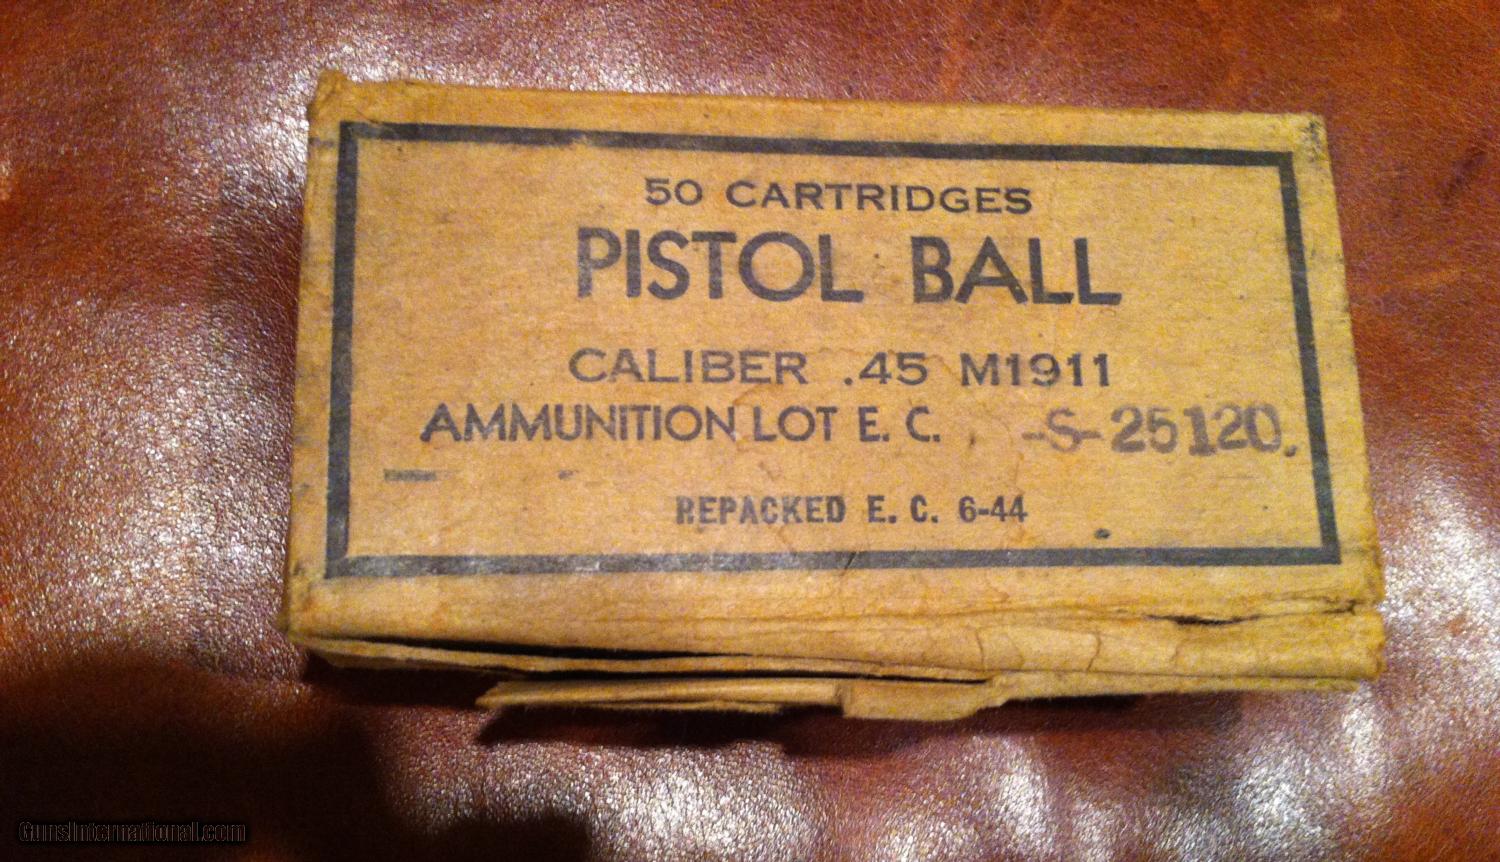 50 CARTRIDGES
PISTOL BALL
CALIBER .45 M1911
AMMUNITION LOT E. C. -S- 25120.
REPACKED E. C. 6-44
GunsInternational.com